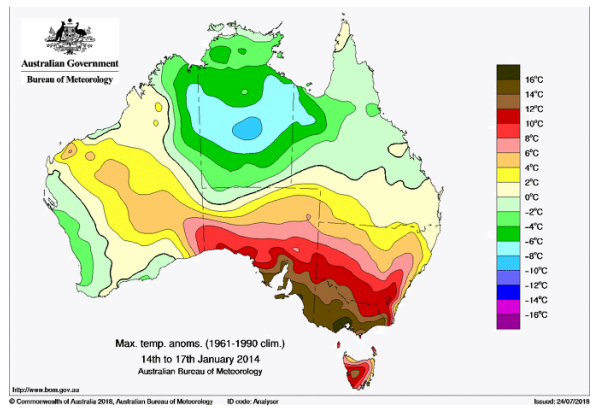 Australian Government
Bureau of Meteorology
16°C
14°C
12°C
10°C
8°C
6°C
4°C
2°C
0°C
-2°C
-4°C
-6°C
-8°C
-10°C
-12°C
-14°C
-16°C
Max. temp. anoms. (1961-1990 clim.)
14th to 17th January 2014
Australian Bureau of Meteorology
http://www.bom.gov.au
© Commonwealth of Australia 2018, Australian Bureau of Meteorology ID code: Analyser Issued: 24/07/2018